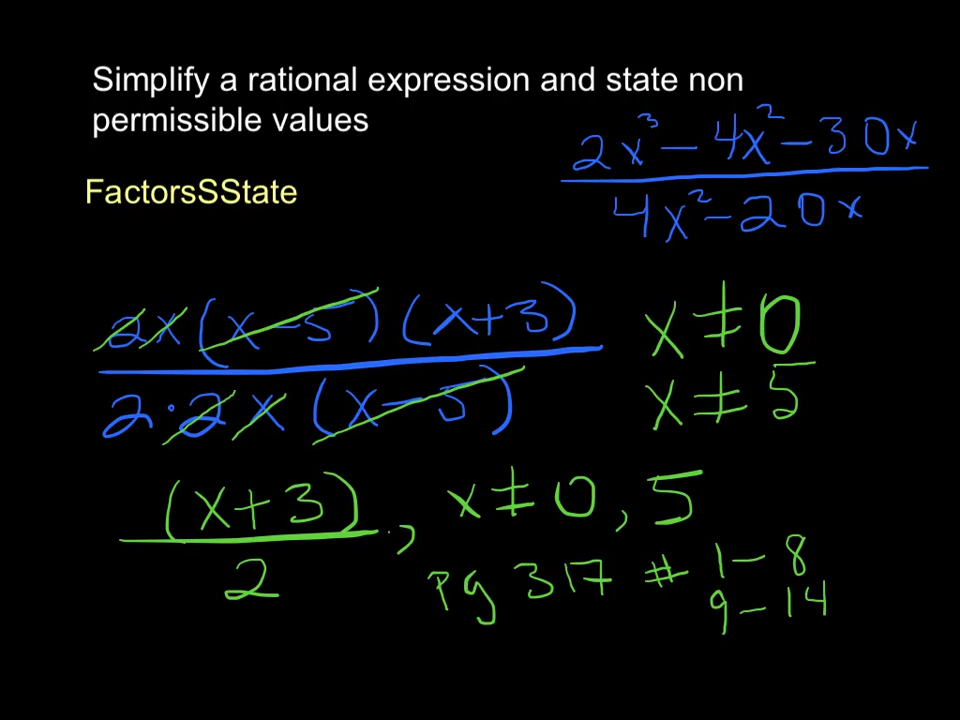 Simplify a rational expression and state non
permissible values
2x³ – 4x² – 30x
4x² – 20x
FactorsSState
2x (x – 5) (x + 3)
2 · 2x (x – 5)
x ≠ 0
x ≠ 5
(x + 3)
2
, x ≠ 0, 5
pg 317 # 1 – 8
9 – 14